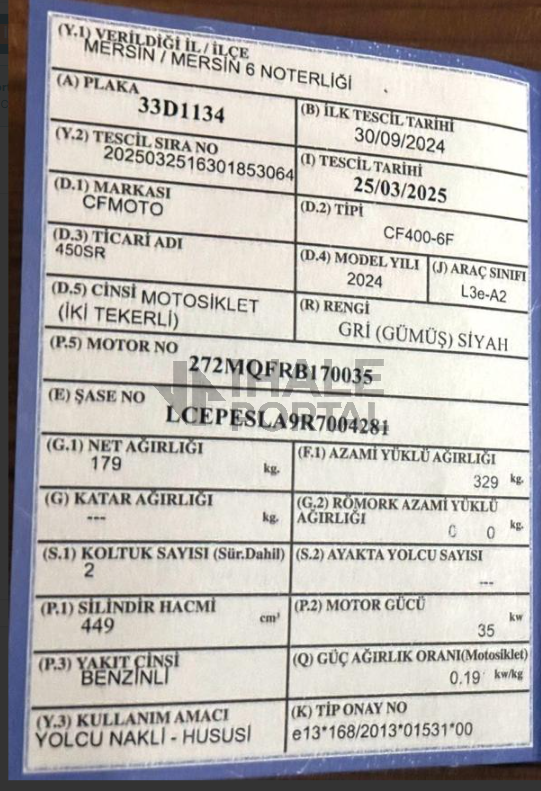 (Y.1) VERİLDİĞİ İL / İLÇE
MERSİN / MERSİN 6 NOTERLİĞİ
(A) PLAKA
33D1134
(B) İLK TESCİL TARİHİ
30/09/2024
(Y.2) TESCİL SIRA NO
2025032516301853064
(I) TESCİL TARİHİ
25/03/2025
(D.1) MARKASI
CFMOTO
(D.2) TİPİ
CF400-6F
(D.3) TİCARİ ADI
450SR
(D.4) MODEL YILI
2024
(J) ARAÇ SINIFI
L3e-A2
(D.5) CİNSİ MOTOSİKLET
(İKİ TEKERLİ)
(R) RENGİ
GRİ (GÜMÜŞ) SİYAH
(P.5) MOTOR NO
272MQFRB170035
(E) ŞASE NO
LCEPESLA9R7004281
İHALE
PORTAL
(G.1) NET AĞIRLIĞI
179 kg.
(F.1) AZAMİ YÜKLÜ AĞIRLIĞI
329 kg.
(G) KATAR AĞIRLIĞI
--- kg.
(G.2) RÖMORK AZAMİ YÜKLÜ
AĞIRLIĞI
0 0 kg.
(S.1) KOLTUK SAYISI (Sür.Dahil)
2
(S.2) AYAKTA YOLCU SAYISI
---
(P.1) SİLİNDİR HACMİ
449 cm³
(P.2) MOTOR GÜCÜ
35 kw
(P.3) YAKIT CİNSİ
BENZİNLİ
(Q) GÜÇ AĞIRLIK ORANI(Motosiklet)
0.19 kw/kg
(Y.3) KULLANIM AMACI
YOLCU NAKLİ - HUSUSİ
(K) TİP ONAY NO
e13*168/2013*01531*00